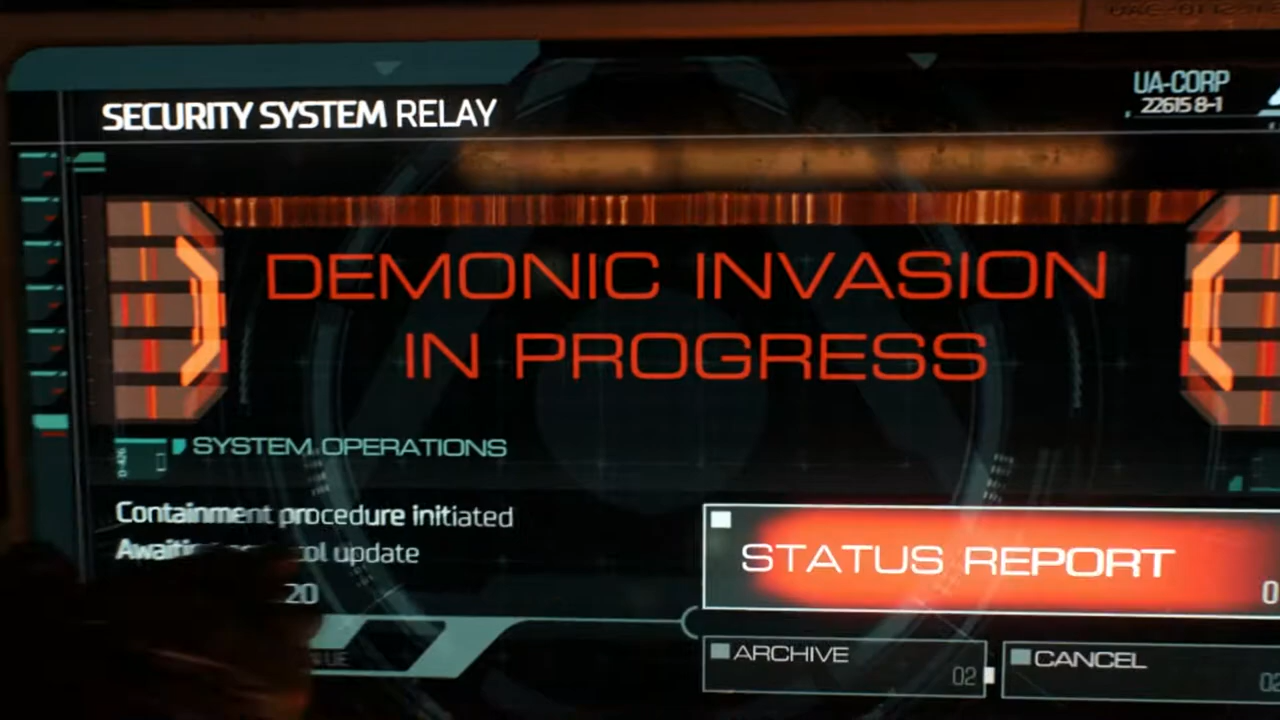 SECURITY SYSTEM RELAY
UA-CORP
22615 8-1
DEMONIC INVASION
IN PROGRESS
SYSTEM OPERATIONS
Containment procedure initiated
update
20
STATUS REPORT
ARCHIVE
02
CANCEL